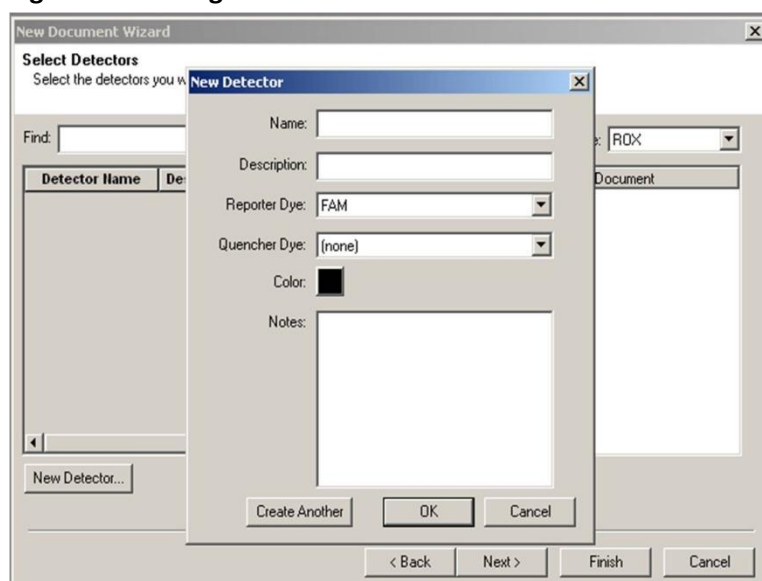 New Document Wizard
Select Detectors
Select the detectors you w
New Detector
Find:
Name:
ROX
Description:
Detector Name De
Document
Reporter Dye: FAM
Quencher Dye: (none)
Color:
Notes:
New Detector...
Create Another OK Cancel
< Back Next > Finish Cancel